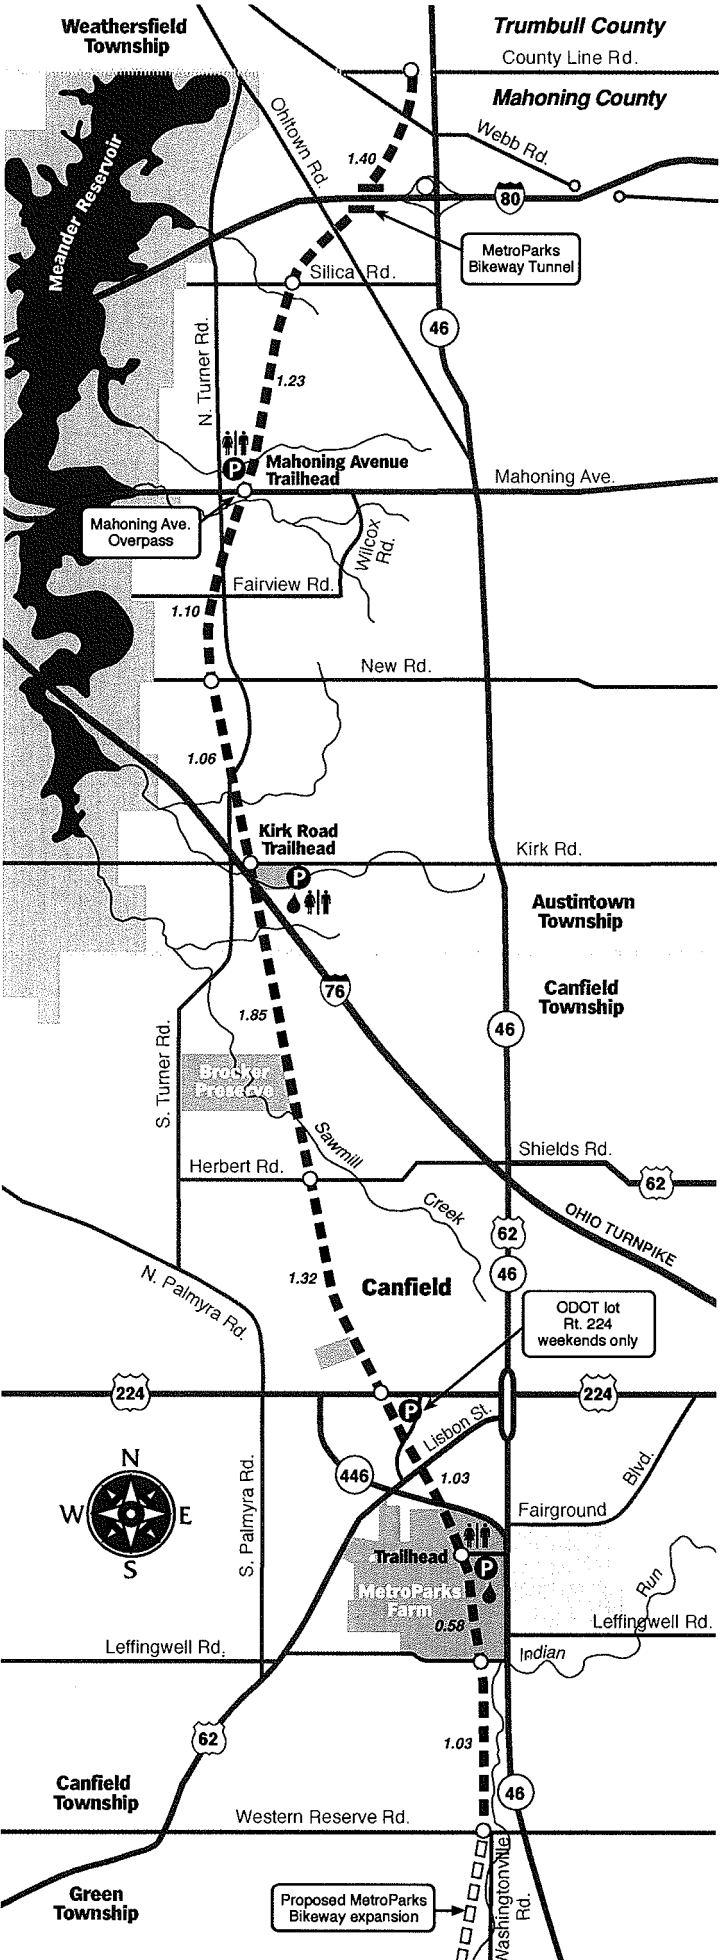 Weathersfield
Township
Trumbull County
County Line Rd.
Mahoning County
Ohltown Rd.
Webb Rd.
Meander Reservoir
1.40
80
MetroParks
Bikeway Tunnel
Silica Rd.
46
N. Turner Rd.
1.23
P
Mahoning Avenue
Trailhead
Mahoning Ave.
Mahoning Ave.
Overpass
Wilcox
Rd.
Fairview Rd.
1.10
New Rd.
1.06
Kirk Road
Trailhead
Kirk Rd.
P
Austintown
Township
Canfield
Township
76
1.85
46
S. Turner Rd.
Brocker
Preserve
Sawmill
Creek
Shields Rd.
Herbert Rd.
62
OHIO TURNPIKE
62
46
N. Palmyra Rd.
1.32
Canfield
ODOT lot
Rt. 224
weekends only
224
224
P
Lisbon St.
446
1.03
Blvd.
Fairground
N
W E
S
S. Palmyra Rd.
Trailhead
P
MetroParks
Farm
0.58
Run
Leffingwell Rd.
Leffingwell Rd.
Indian
62
1.03
46
Canfield
Township
Western Reserve Rd.
Green
Township
Proposed MetroParks
Bikeway expansion
Washingtonville
Rd.